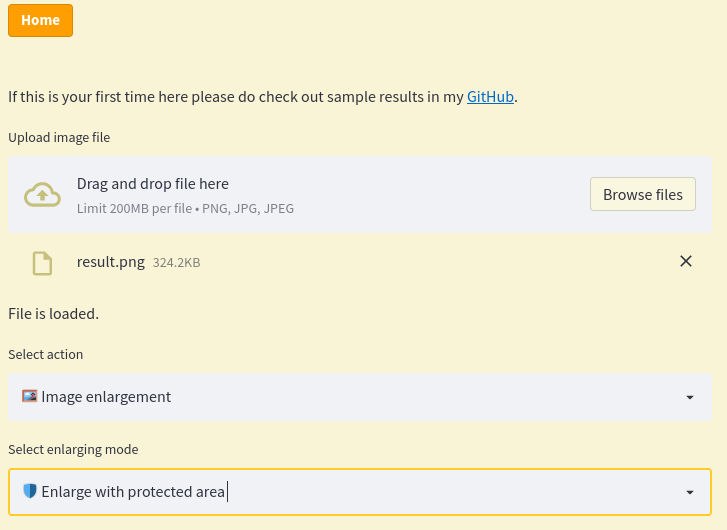 Home
If this is your first time here please do check out sample results in my GitHub.
Upload image file
Drag and drop file here
Limit 200MB per file • PNG, JPG, JPEG
Browse files
result.png 324.2KB
File is loaded.
Select action
Image enlargement
Select enlarging mode
Enlarge with protected area